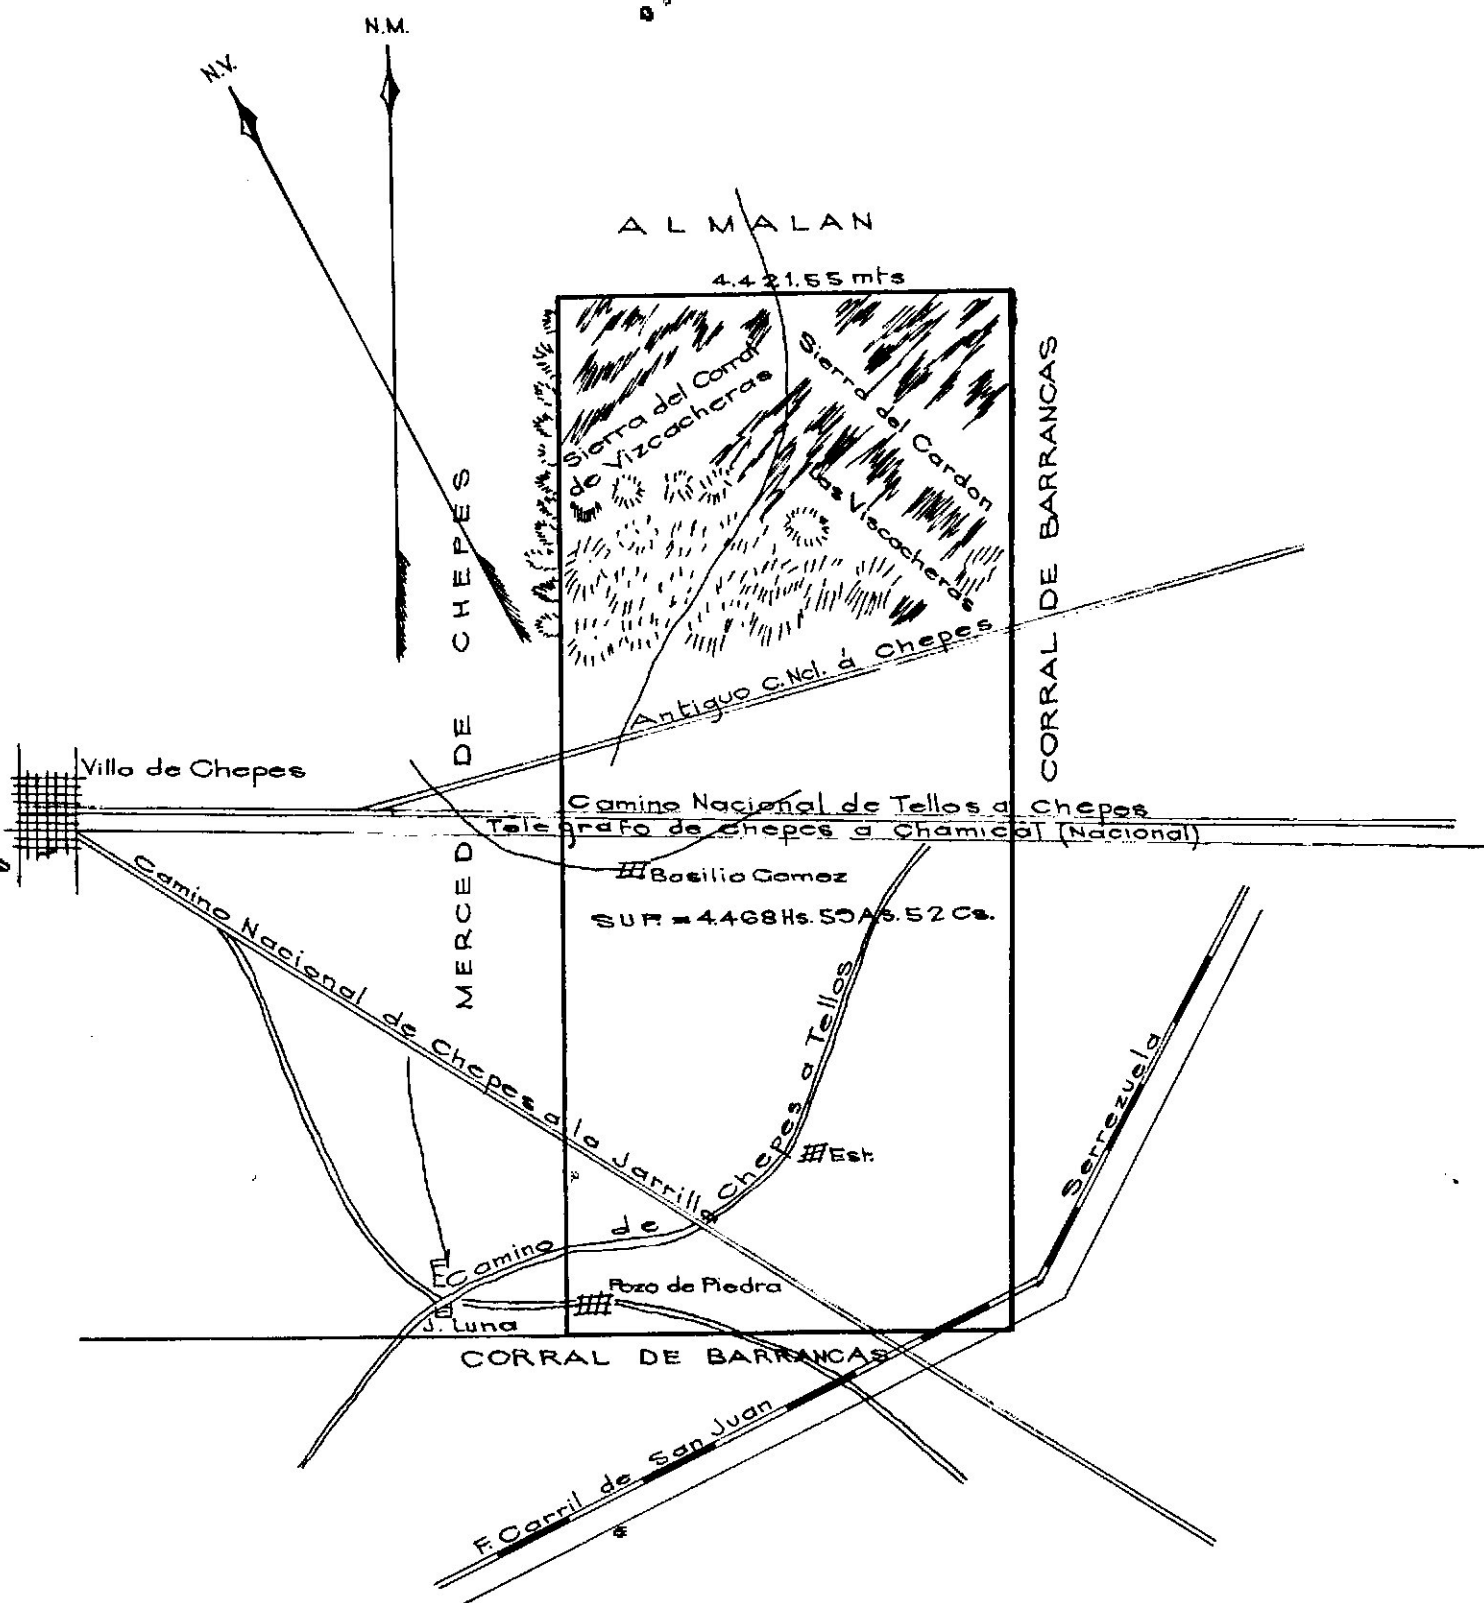 N.M.
N.V.
ALMALAN
4.421.55 mts
Sierra del Corral
de Vizcacheras
Sierra del Cardon
Las Viscacheras
CORRAL DE BARRANCAS
MERCED DE CHEPES
Antiguo C. Ncl. á Chepes
Villa de Chepes
Camino Nacional de Tellos a Chepes
Telegrafo de Chepes a Chamical (Nacional)
Basilio Gomez
SUP. = 4.468 Hs. 59 As. 52 Cs.
Camino Nacional de Chepes a la Jarrilla
Camino de Chepes a Tellos
Est.
Serrezuela
Pozo de Piedra
J. Luna
CORRAL DE BARRANCAS
F. Carril de San Juan